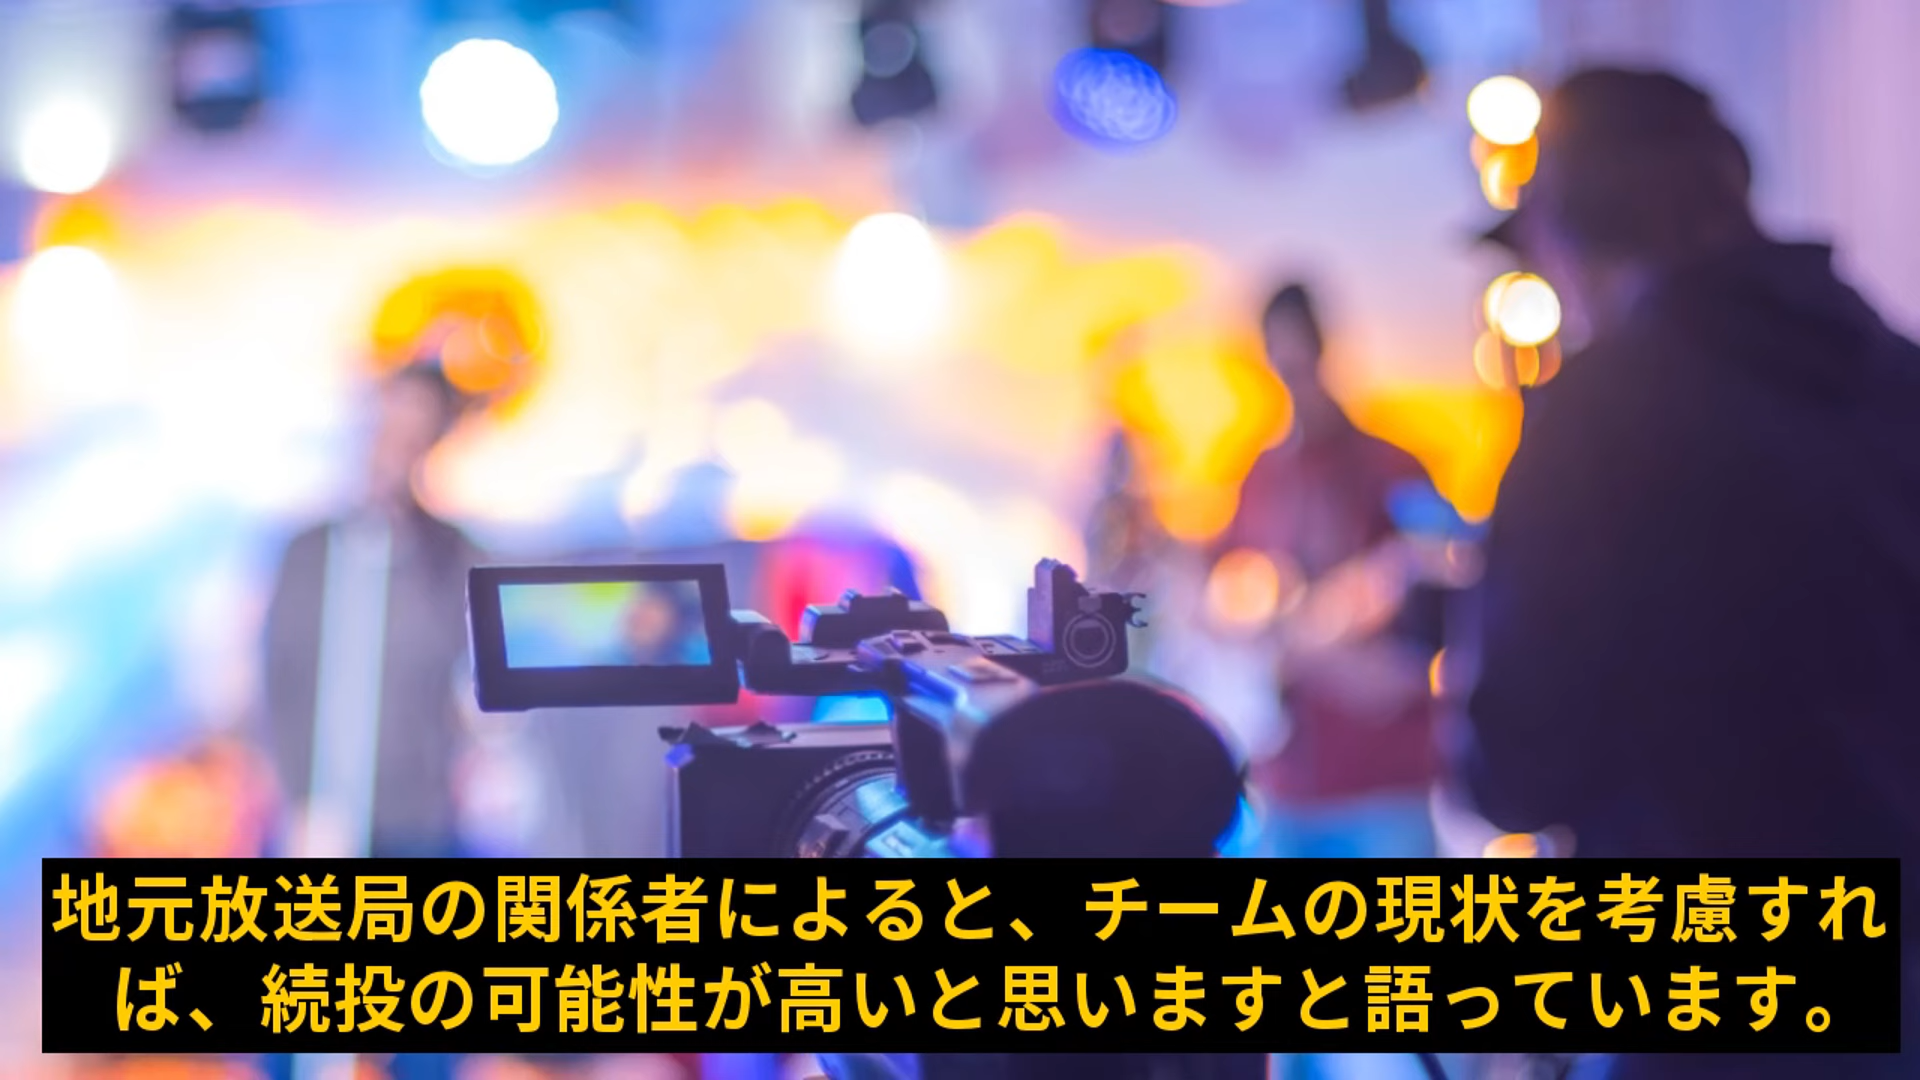 地元放送局の関係者によると、チームの現状を考慮すれ
ば、続投の可能性が高いと思いますと語っています。